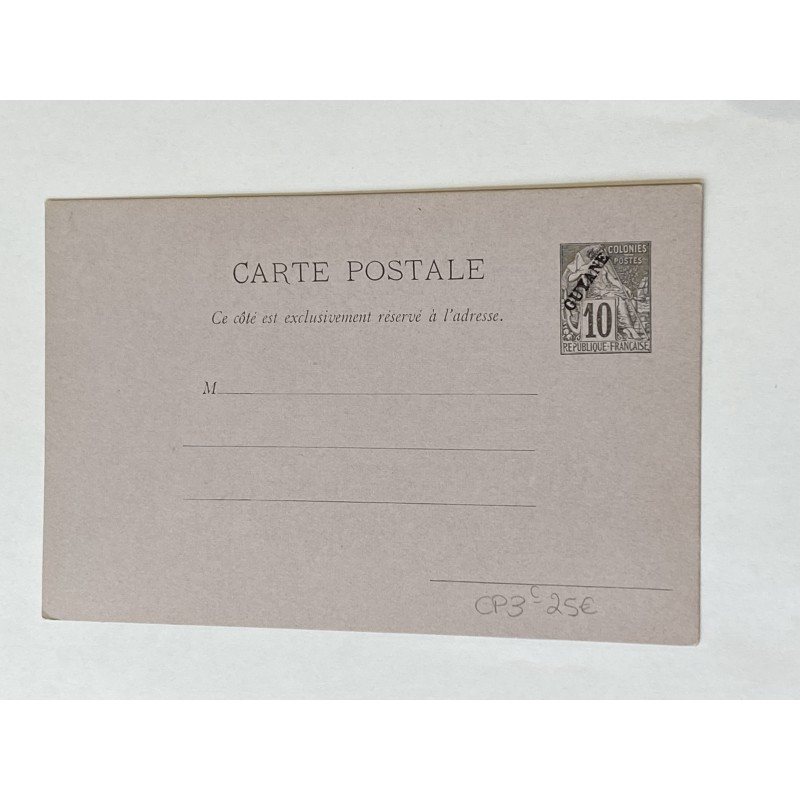 COLONIES
POSTES
GUYANE
10
REPUBLIQUE-FRANÇAISE
CARTE POSTALE
Ce côté est exclusivement réservé à l'adresse.
M
CP3c-25€